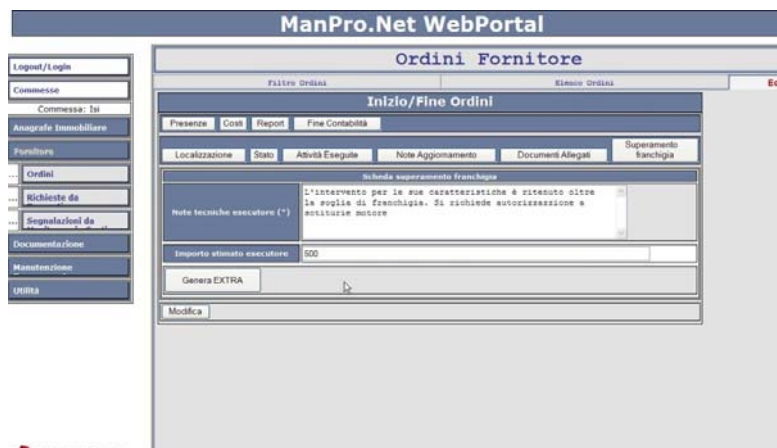 ManPro.Net WebPortal
Ordini Fornitore
Filtro Ordini
Elenco Ordini
Logout/Login
Commesse
Commessa: Isi
Anagrafe Immobiliare
Fornitore
... Ordini
... Richieste da
... Segnalazioni da
Documentazione
Manutenzione
Utilità
Inizio/Fine Ordini
Presenze Costi Report Fine Contabilità
Localizzazione Stato Attività Eseguite Note Aggiornamento Documenti Allegati Superamento franchigia
Scheda superamento franchigia
Note tecniche esecutore (*)
L'intervento per le sue caratteristiche è ritenuto oltre
la soglia di franchigia. Si richiede autorizzazione a
sotiturie motore
Importo stimato esecutore 500
Genera EXTRA
Modifica